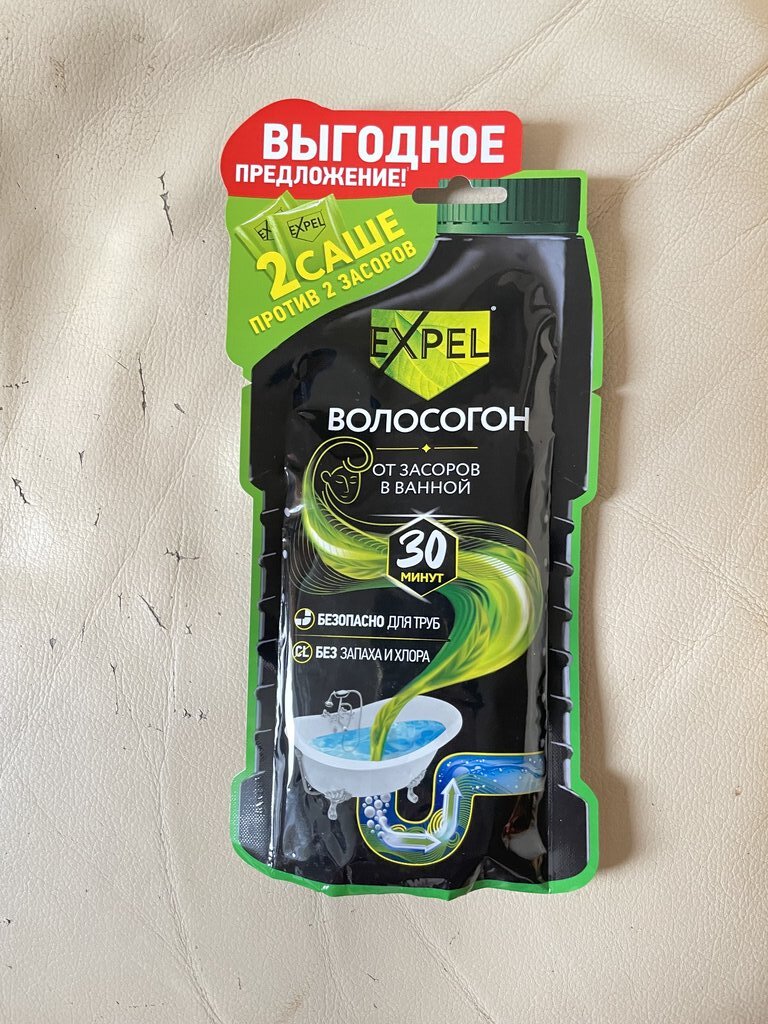 ВЫГОДНОЕ
ПРЕДЛОЖЕНИЕ!
EXPEL
2 САШЕ
ПРОТИВ 2 ЗАСОРОВ
EXPEL®
ВОЛОСОГОН
ОТ ЗАСОРОВ
В ВАННОЙ
30
МИНУТ
БЕЗОПАСНО ДЛЯ ТРУБ
CL БЕЗ ЗАПАХА И ХЛОРА